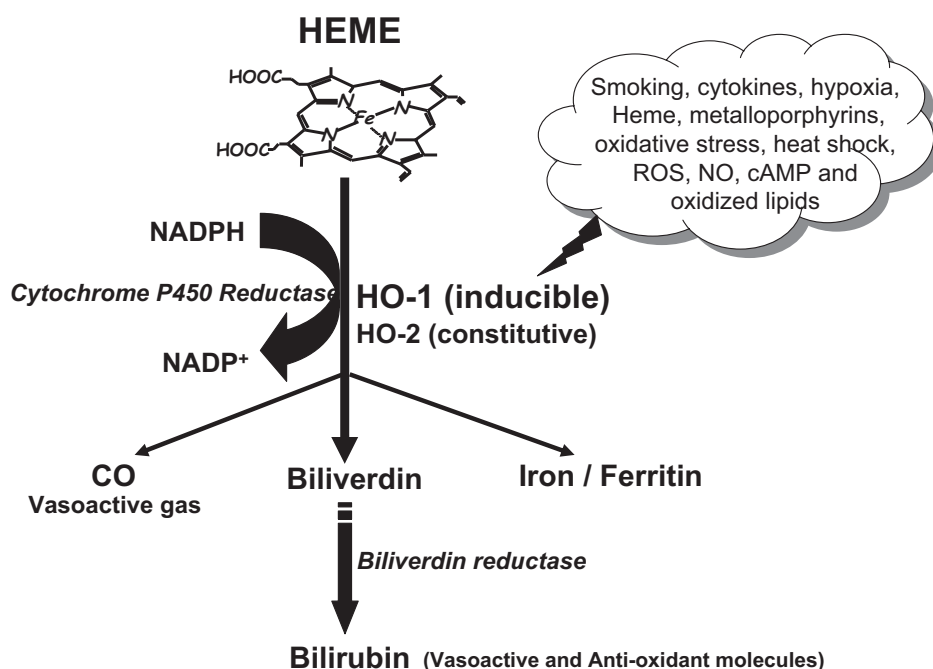 HEME
HOOC
N
N
Fe
N
N
HOOC
Smoking, cytokines, hypoxia,
Heme, metalloporphyrins,
oxidative stress, heat shock,
ROS, NO, cAMP and
oxidized lipids
NADPH
Cytochrome P450 Reductase
HO-1 (inducible)
HO-2 (constitutive)
NADP+
CO
Vasoactive gas
Biliverdin
Iron / Ferritin
Biliverdin reductase
Bilirubin (Vasoactive and Anti-oxidant molecules)